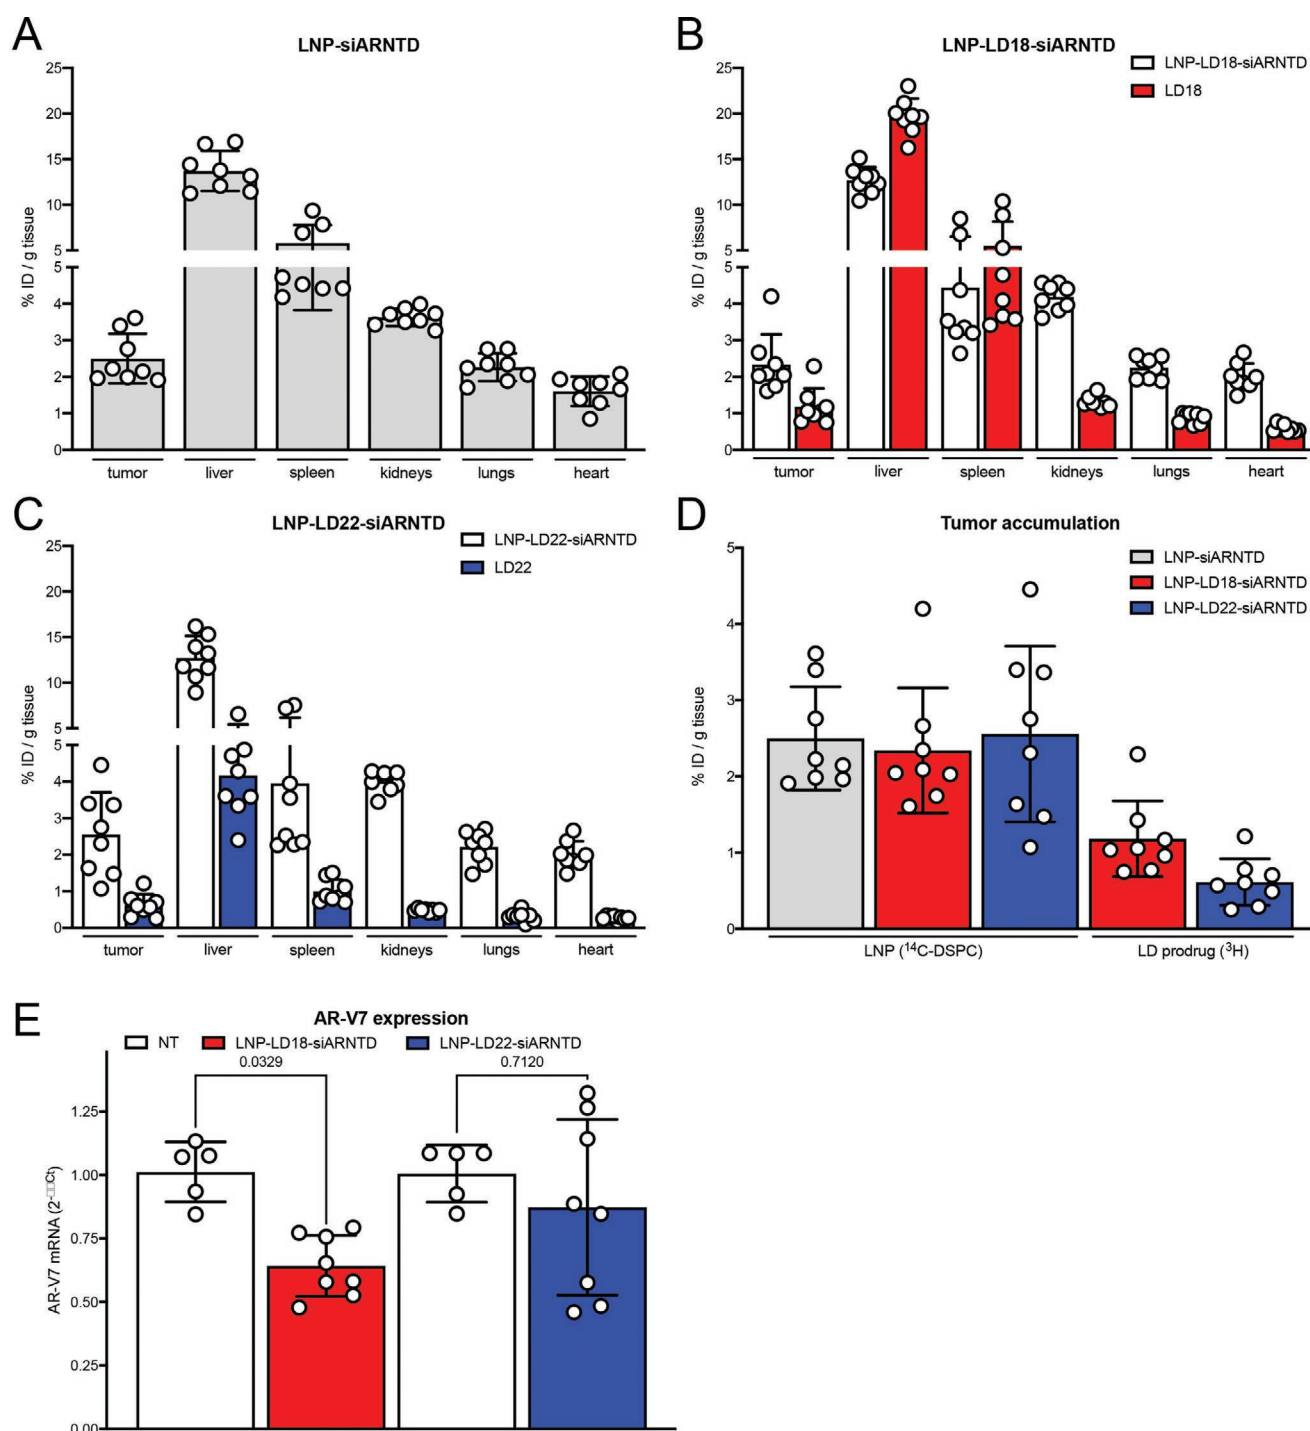 A
LNP-siARNTD
% ID / g tissue
25
20
15
10
5
5
4
3
2
1
0
tumor liver spleen kidneys lungs heart
B
LNP-LD18-siARNTD
LNP-LD18-siARNTD
LD18
% ID / g tissue
25
20
15
10
5
5
4
3
2
1
0
tumor liver spleen kidneys lungs heart
C
LNP-LD22-siARNTD
LNP-LD22-siARNTD
LD22
% ID / g tissue
25
20
15
10
5
5
4
3
2
1
0
tumor liver spleen kidneys lungs heart
D
Tumor accumulation
LNP-siARNTD
LNP-LD18-siARNTD
LNP-LD22-siARNTD
% ID / g tissue
5
4
3
2
1
0
LNP (¹⁴C-DSPC) LD prodrug (³H)
E
AR-V7 expression
NT LNP-LD18-siARNTD LNP-LD22-siARNTD
0.0329 0.7120
AR-V7 mRNA (2-□□Ct)
1.25
1.00
0.75
0.50
0.25
0.00